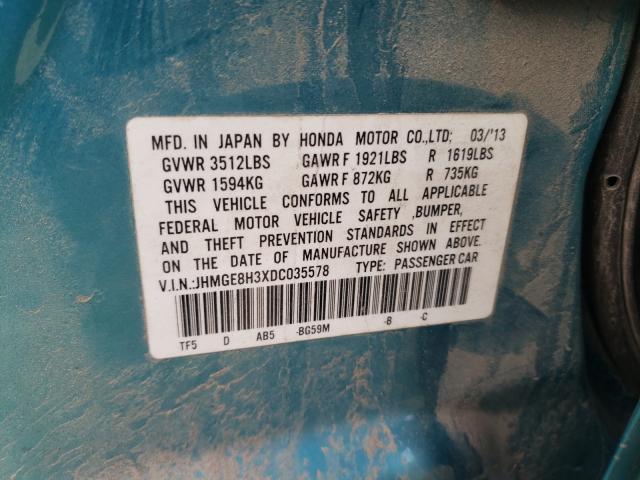 MFD. IN JAPAN BY HONDA MOTOR CO.,LTD; 03/'13
GVWR 3512LBS GAWR F 1921LBS R 1619LBS
GVWR 1594KG GAWR F 872KG R 735KG
THIS VEHICLE CONFORMS TO ALL APPLICABLE
FEDERAL MOTOR VEHICLE SAFETY ,BUMPER,
AND THEFT PREVENTION STANDARDS IN EFFECT
ON THE DATE OF MANUFACTURE SHOWN ABOVE.
V.I.N.:JHMGE8H3XDC035578 TYPE: PASSENGER CAR
TF5 D AB5 -BG59M -B -C